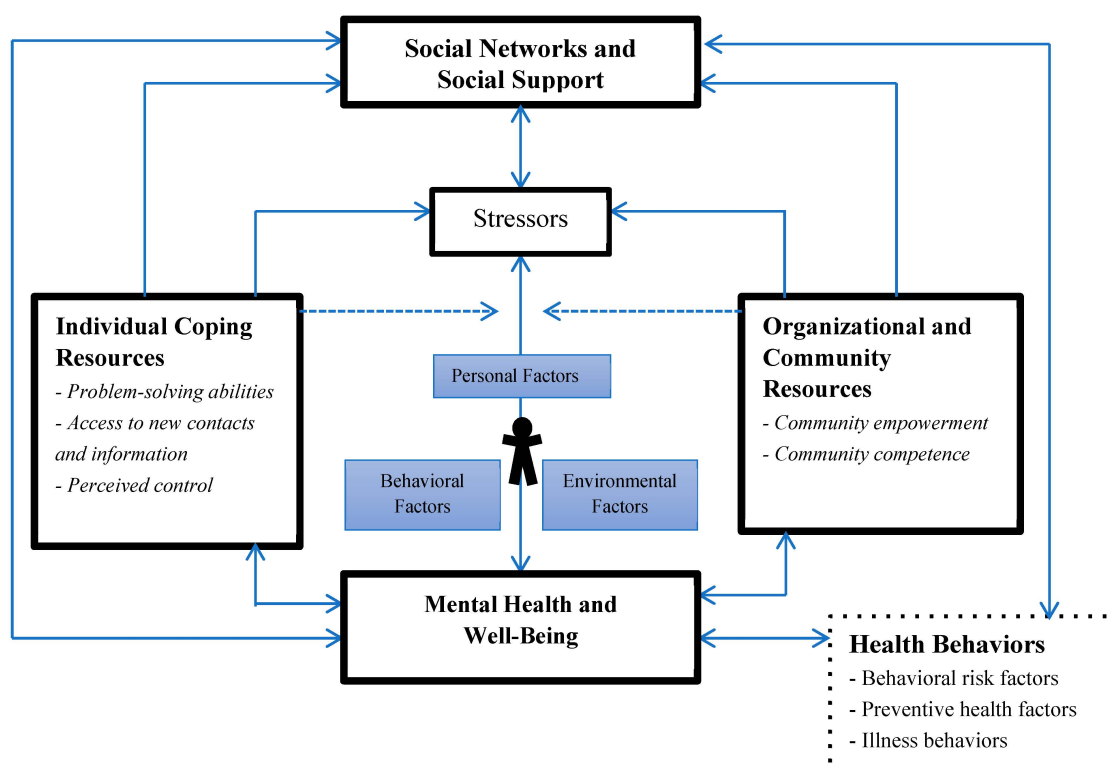 Social Networks and
Social Support
Stressors
Individual Coping
Resources
- Problem-solving abilities
- Access to new contacts
and information
- Perceived control
Organizational and
Community
Resources
- Community empowerment
- Community competence
Personal Factors
Behavioral
Factors
Environmental
Factors
Mental Health and
Well-Being
Health Behaviors
- Behavioral risk factors
- Preventive health factors
- Illness behaviors